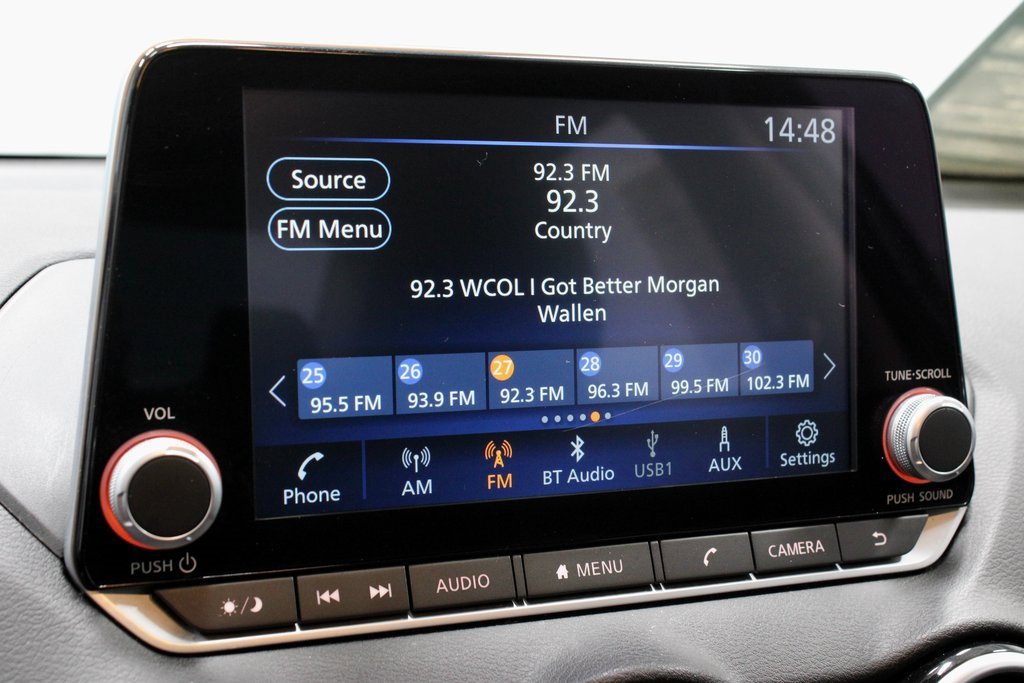 FM 14:48
Source
92.3 FM
92.3
FM Menu
Country
92.3 WCOL I Got Better Morgan
Wallen
25 26 27 28 29 30
95.5 FM 93.9 FM 92.3 FM 96.3 FM 99.5 FM 102.3 FM
Phone AM FM BT Audio USB1 AUX Settings
VOL
PUSH
TUNE·SCROLL
PUSH SOUND
AUDIO MENU CAMERA